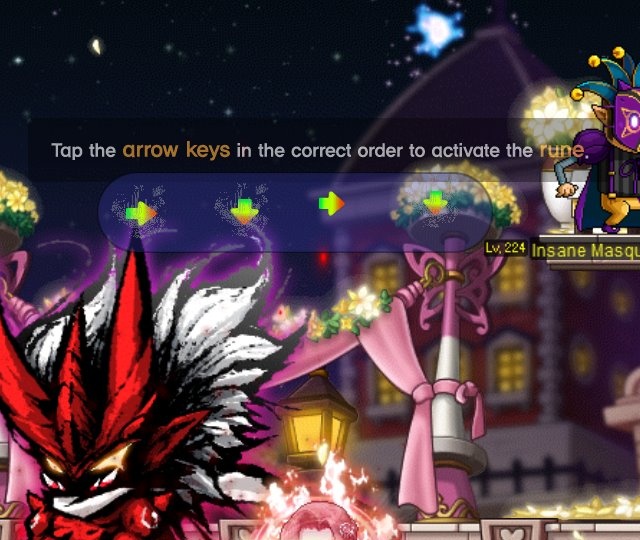 Tap the arrow keys in the correct order to activate the rune.
Lv. 224 Insane Masqu